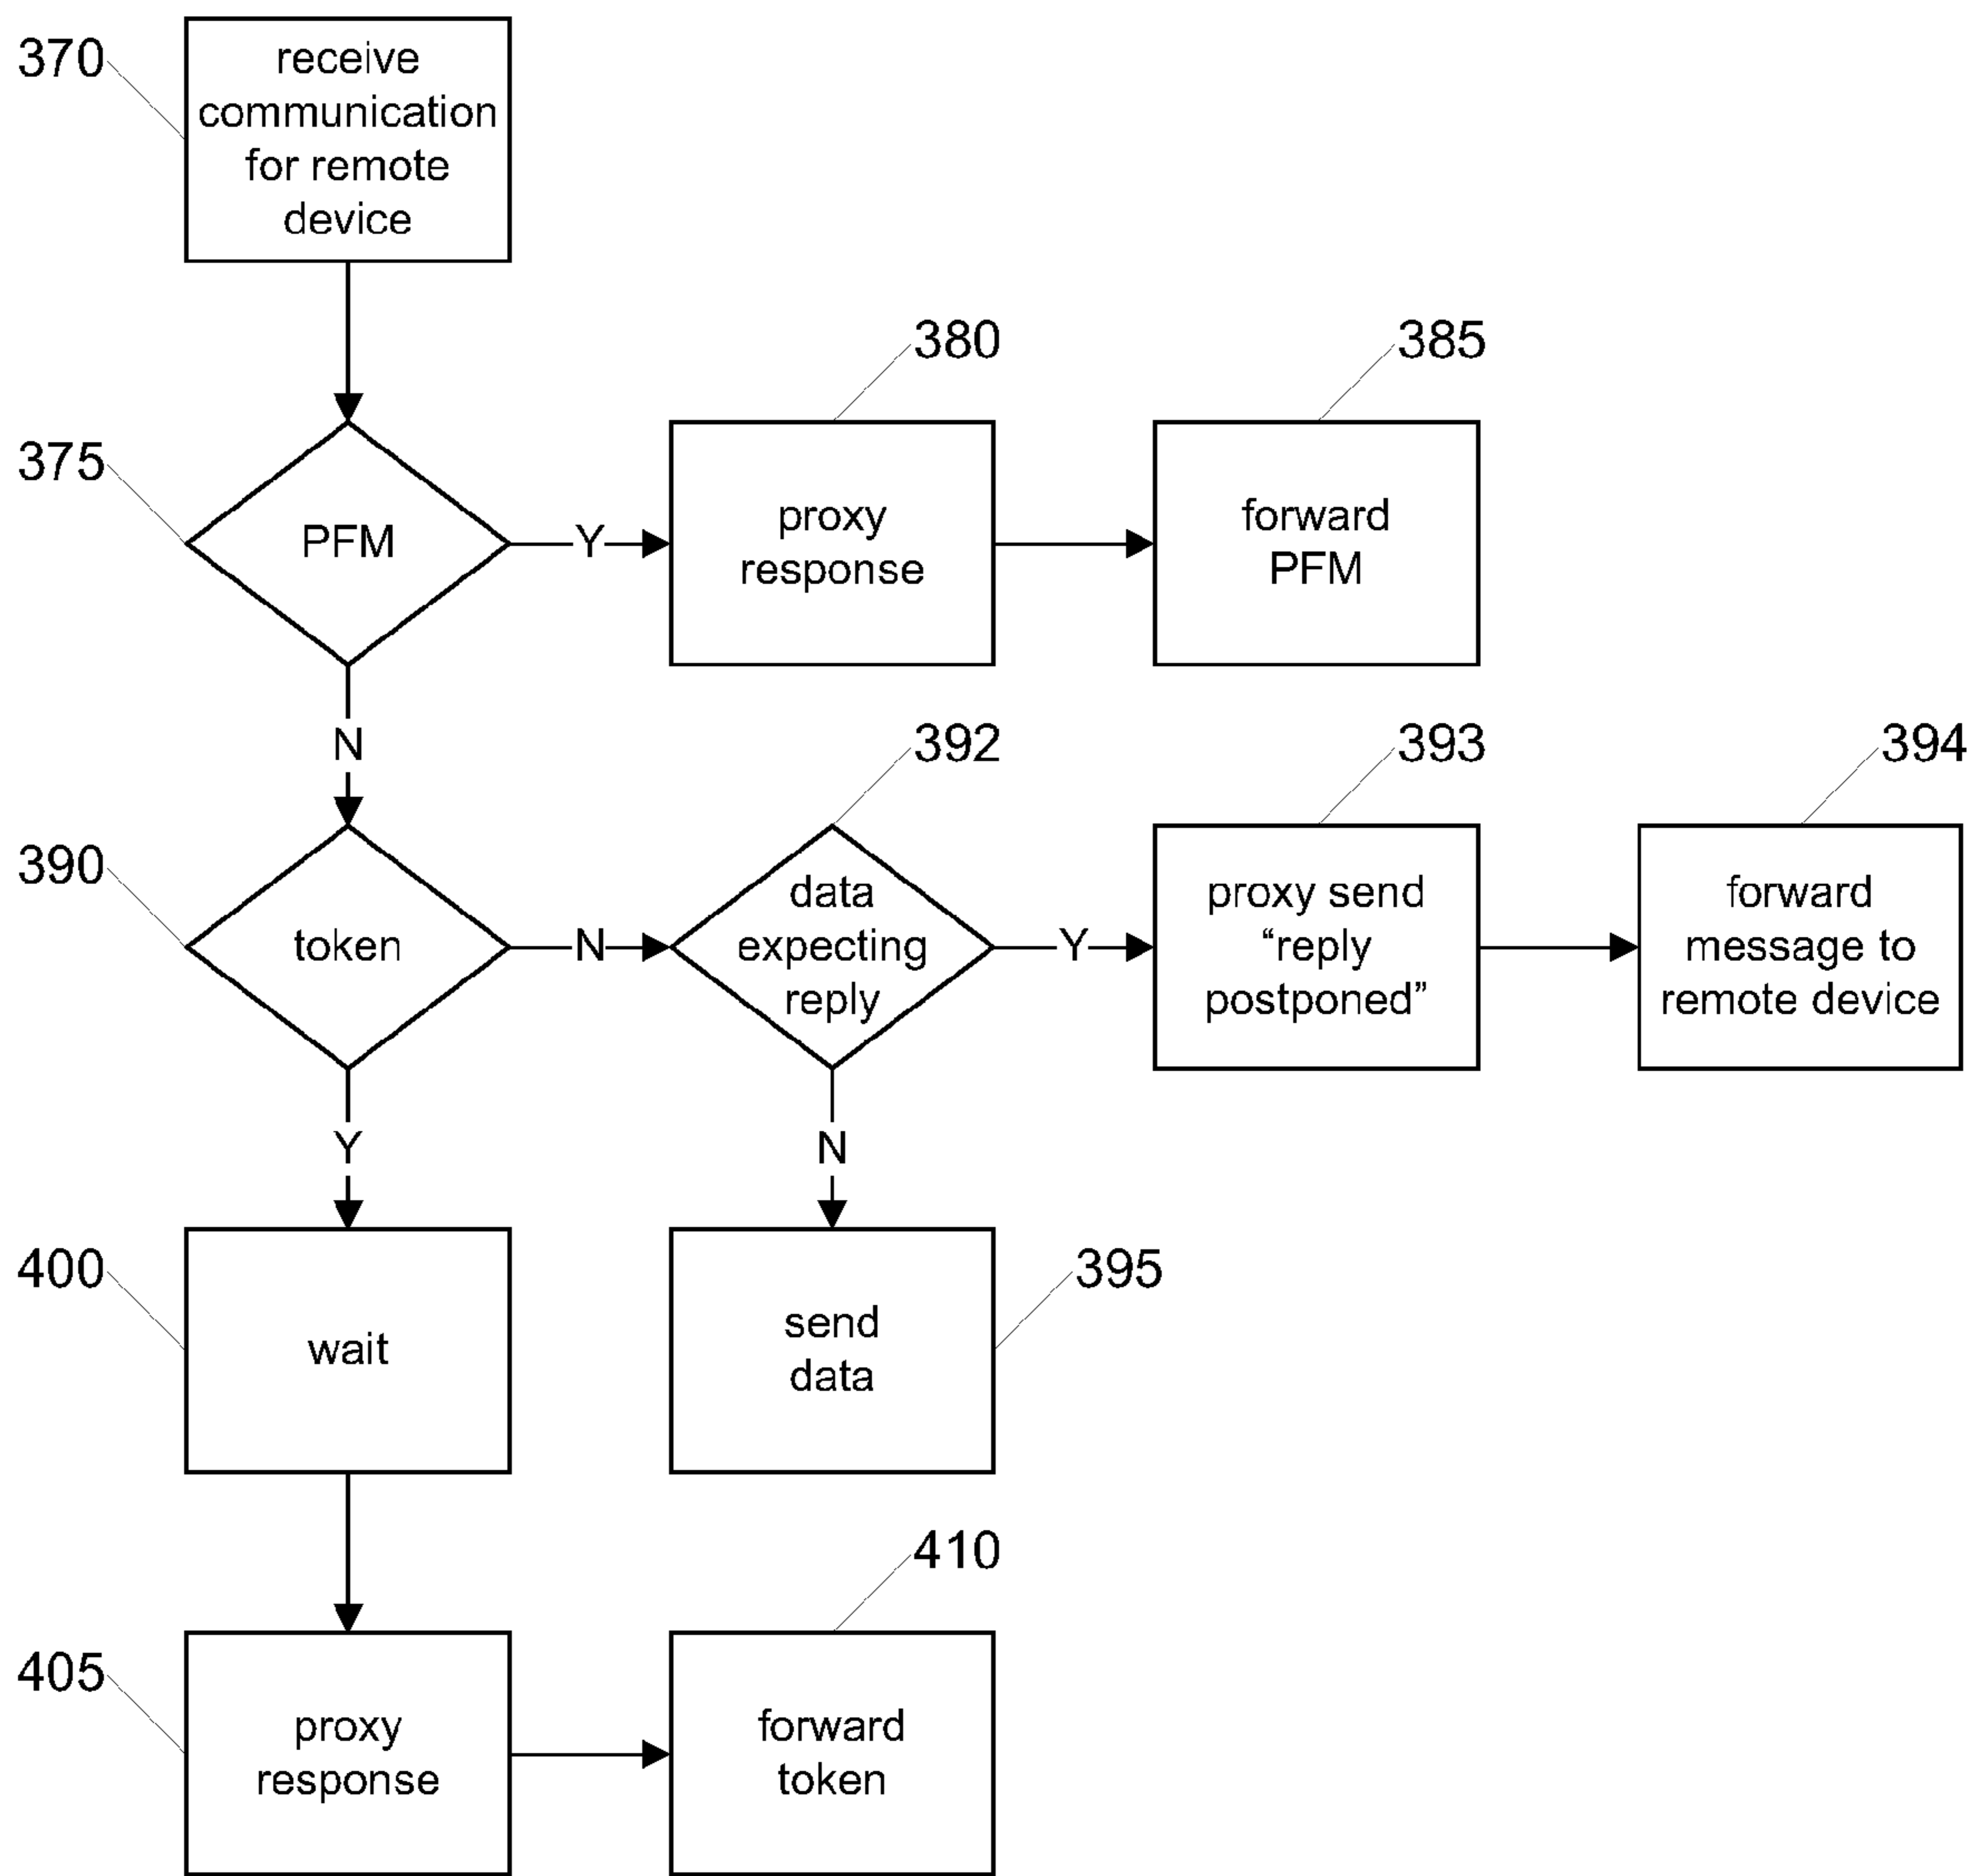 370
receive
communication
for remote
device
380
385
375
PFM
Y
proxy
response
forward
PFM
N
392
393
394
390
token
N
data
expecting
reply
Y
proxy send
“reply
postponed”
forward
message to
remote device
Y
N
400
wait
send
data
395
410
405
proxy
response
forward
token